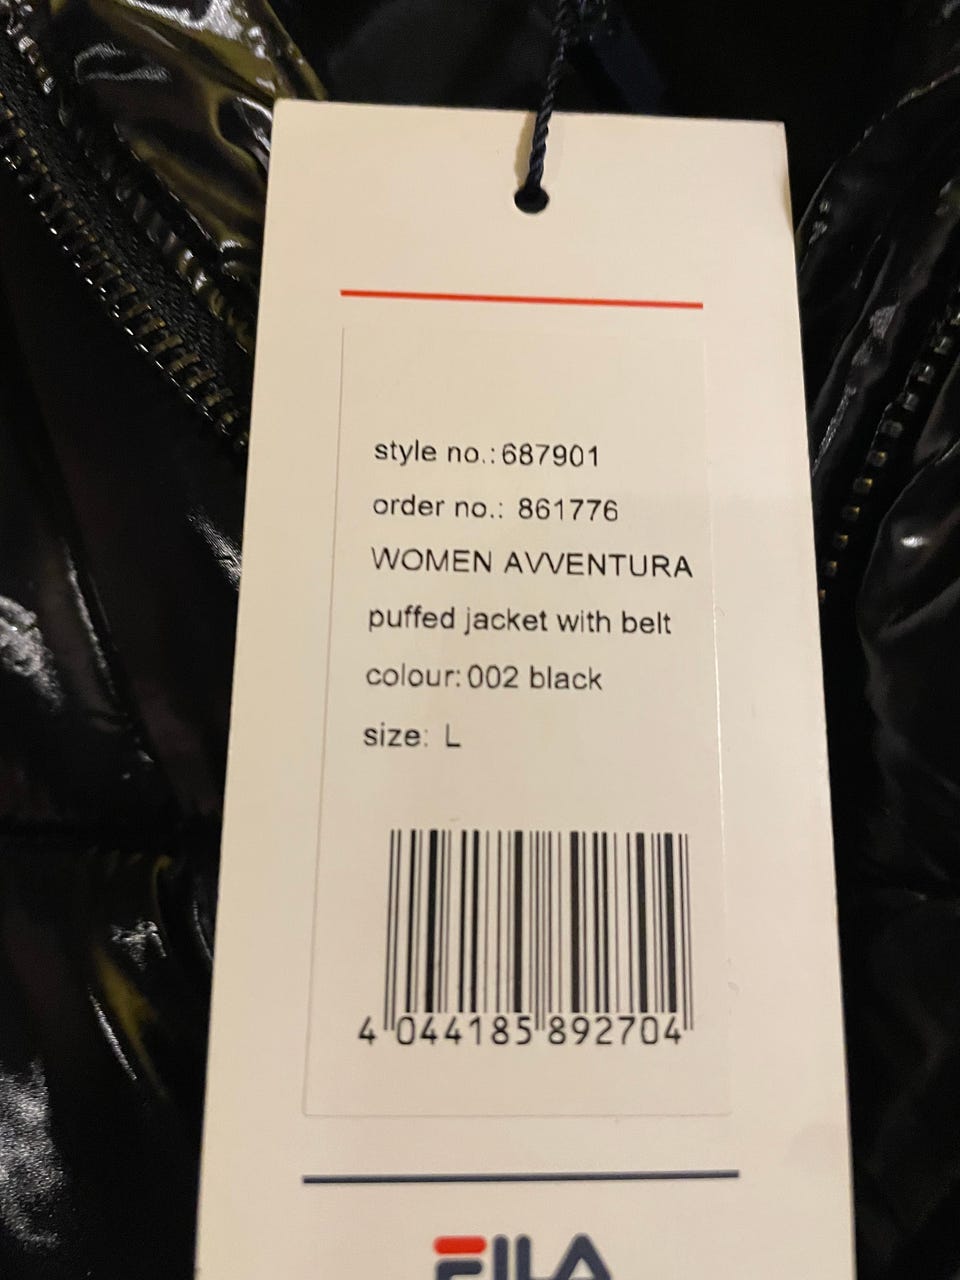 style no.:687901
order no.: 861776
WOMEN AVVENTURA
puffed jacket with belt
colour:002 black
size: L
4 044185 892704
FILA